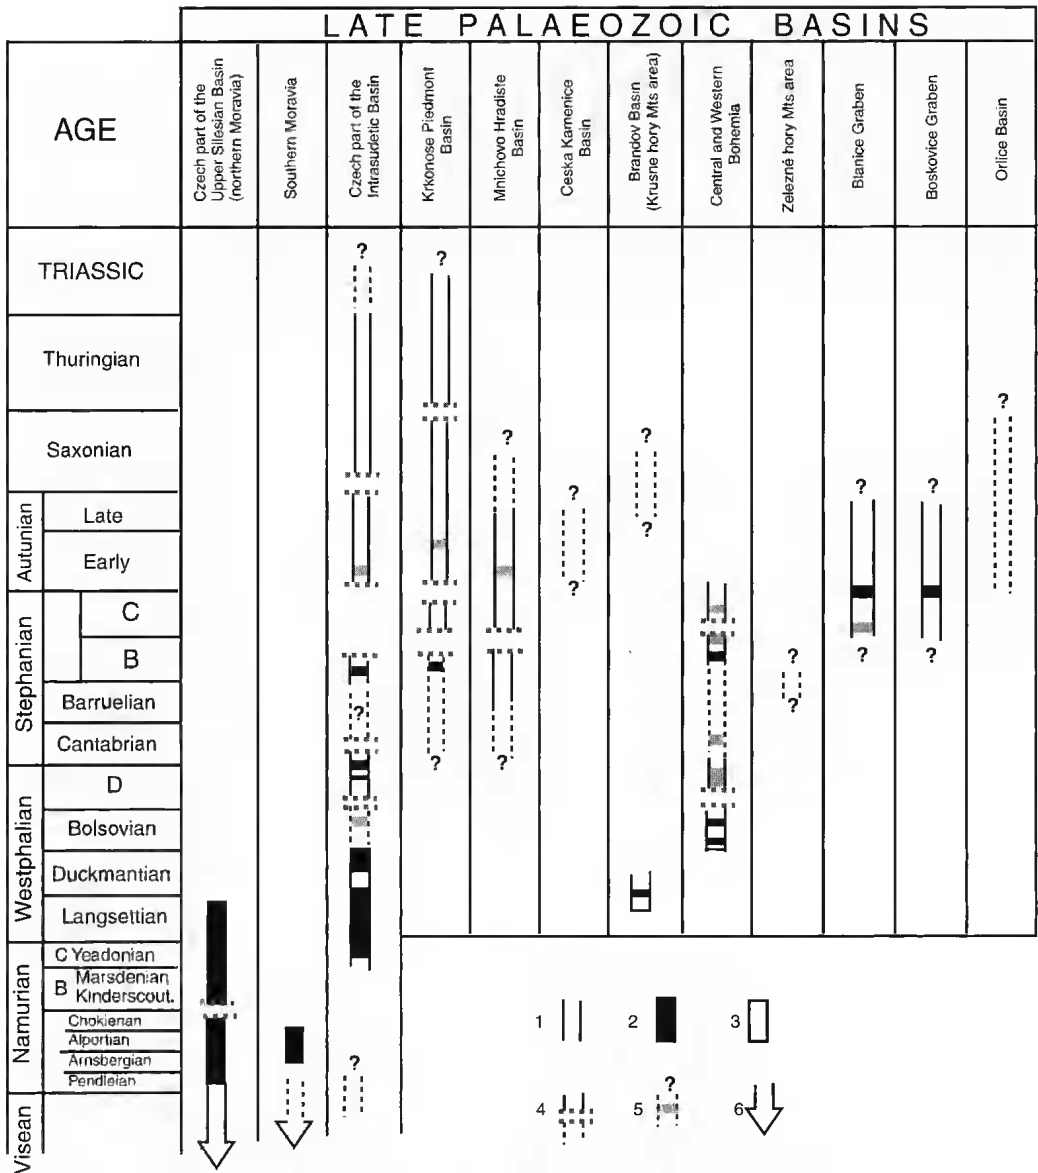 LATE PALAEOZOIC BASINS
AGE
Czech part of the
Upper Silesian Basin
(northern Moravia)
Southern Moravia
Czech part of the
Intrasudetic Basin
Krkonose Piedmont
Basin
Mnichovo Hradiste
Basin
Ceska Kamenice
Basin
Brandov Basin
(Krusne hory Mts area)
Central and Western
Bohemia
Zelezné hory Mts area
Blanice Graben
Boskovice Graben
Orlice Basin
TRIASSIC
? ?
Thuringian
?
Saxonian
? ?
Autunian
Late
? ? ?
?
Early
?
Stephanian
C
B
? ? ?
Barruelian
? ?
Cantabrian
? ?
Westphalian
D
Bolsovian
Duckmantian
Langsettian
Namurian
C Yeadonian
B Marsdenian
Kinderscout.
Chokierian
Alportian
Arnsbergian
?
Pendleian
Visean
1 2 3
?
4 5 6